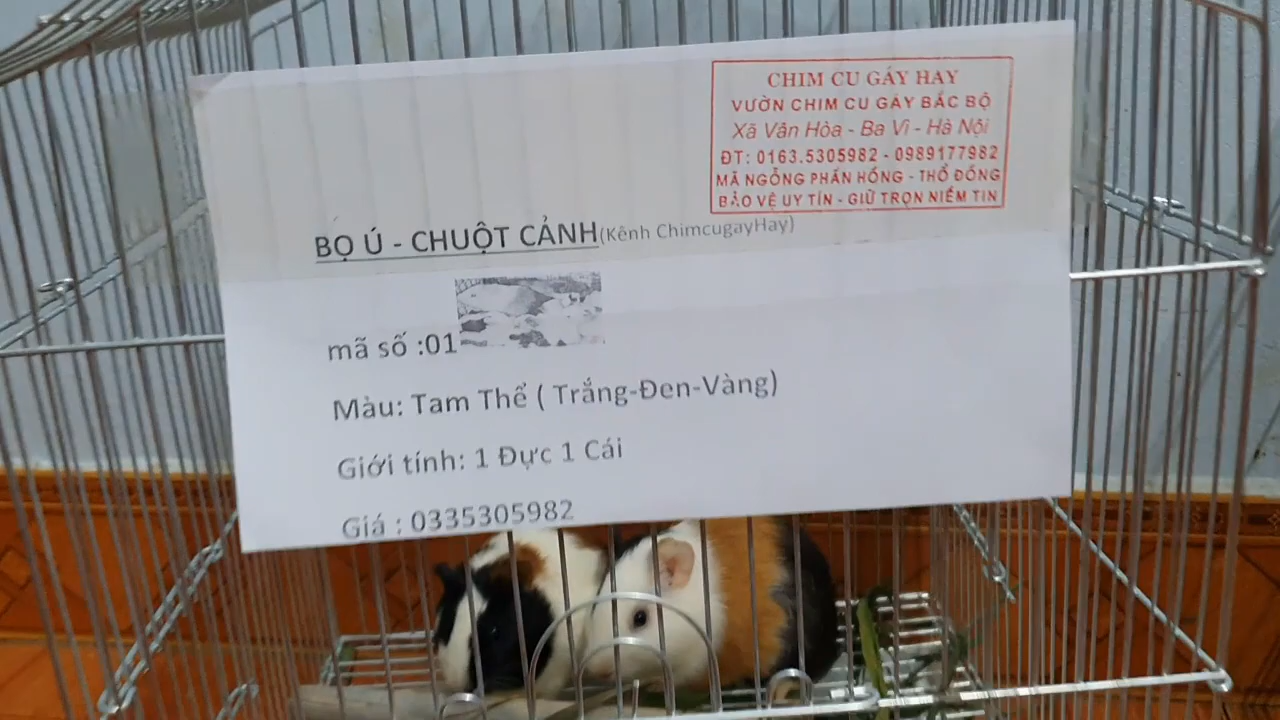 CHIM CU GÁY HAY
VƯỜN CHIM CU GÁY BẮC BỘ
Xã Vân Hòa - Ba Vì - Hà Nội
ĐT: 0163.5305982 - 0989177982
MÃ NGỖNG PHẤN HỒNG - THỔ ĐỒNG
BẢO VỆ UY TÍN - GIỮ TRỌN NIỀM TIN
BỌ Ú - CHUỘT CẢNH(Kênh ChimcugayHay)
mã số :01
Màu: Tam Thể ( Trắng-Đen-Vàng)
Giới tính: 1 Đực 1 Cái
Giá : 0335305982